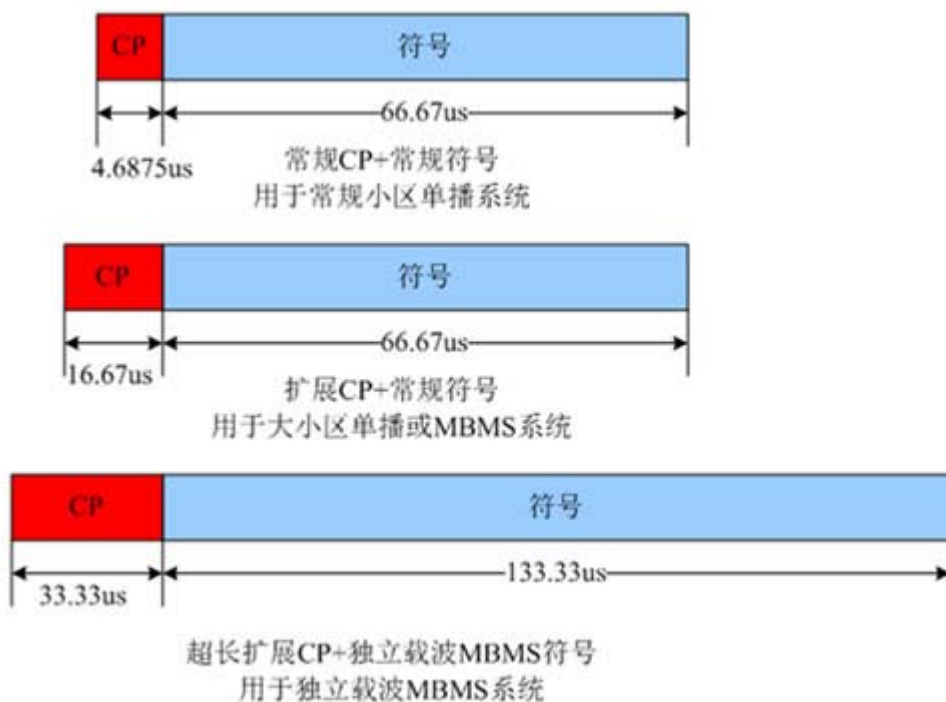 CP 符号
66.67us
4.6875us
常规CP+常规符号
用于常规小区单播系统
CP 符号
66.67us
16.67us
扩展CP+常规符号
用于大小区单播或MBMS系统
CP 符号
133.33us
33.33us
超长扩展CP+独立载波MBMS符号
用于独立载波MBMS系统